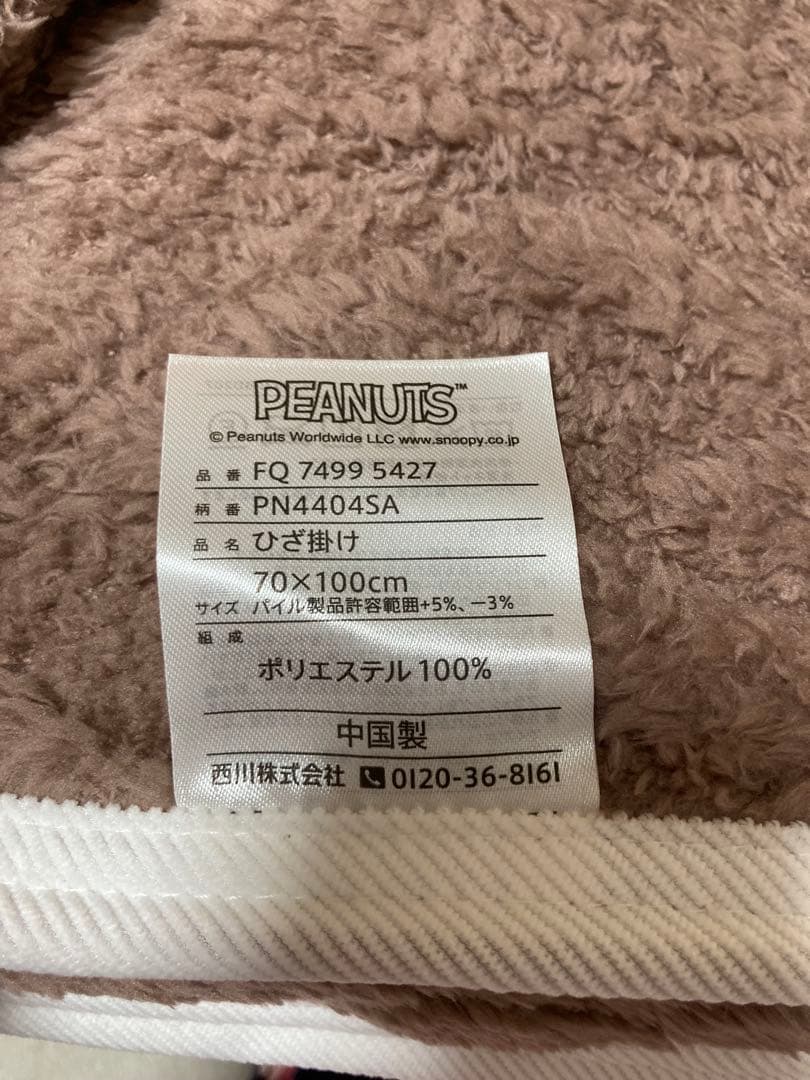 PEANUTS™
© Peanuts Worldwide LLC www.snoopy.co.jp
品番 FQ 7499 5427
柄番 PN4404SA
品名 ひざ掛け
70×100cm
サイズ パイル製品許容範囲+5%、−3%
組成
ポリエステル 100%
中国製
西川株式会社 0120-36-8161